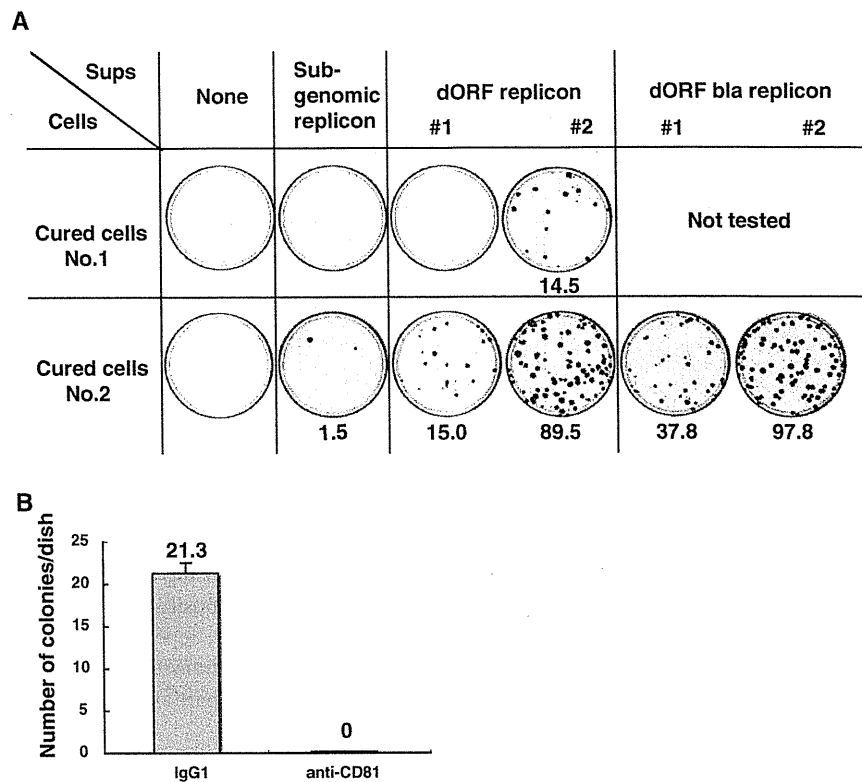 A
Sups
Cells
None
Sub-
genomic
replicon
dORF replicon
#1 #2
dORF bla replicon
#1 #2
Cured cells
No.1
14.5
Not tested
Cured cells
No.2
1.5
15.0
89.5
37.8
97.8
B
Number of colonies/dish
25
20
15
10
5
0
21.3
0
IgG1
anti-CD81